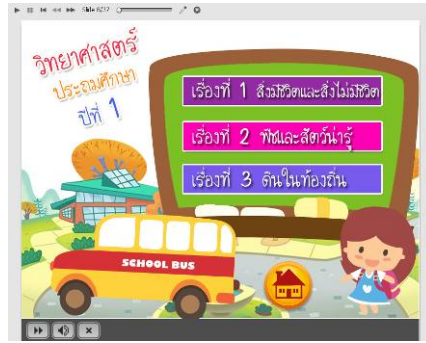 วิทยาศาสตร์
ประถมศึกษา
ปีที่ 1
เรื่องที่ 1 สิ่งมีชีวิตและสิ่งไม่มีชีวิต
เรื่องที่ 2 พืชและสัตว์น่ารู้
เรื่องที่ 3 ดินในท้องถิ่น
SCHOOL BUS